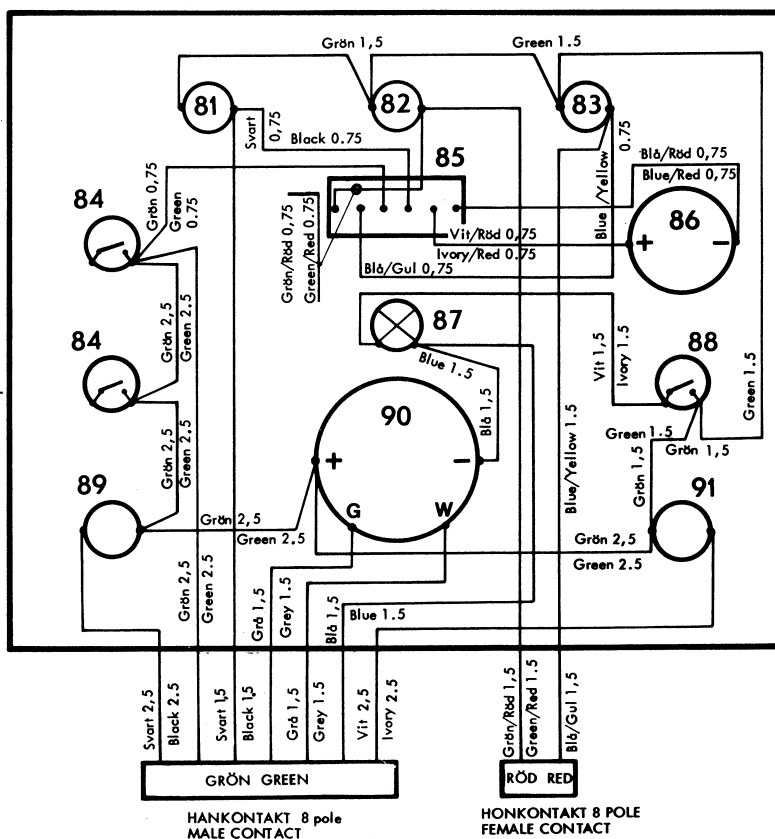 Grön 1,5
Green 1.5
81
82
83
Svart 0,75
Black 0.75
85
Blue/Yellow 0.75
Blå/Röd 0,75
Blue/Red 0.75
84
Grön 0,75
Green 0.75
Grön/Röd 0,75
Green/Red 0.75
Vit/Röd 0,75
Ivory/Red 0.75
Blå/Gul 0,75
86
+
−
84
Grön 2,5
Green 2.5
87
Blue 1.5
Blå 1,5
Vit 1,5
Ivory 1.5
88
Green 1.5
Green 1.5
Grön 1,5
Grön 1,5
90
+
−
G
W
Grön 2,5
Green 2.5
89
Grön 2,5
Green 2.5
Blue/Yellow 1.5
91
Grön 2,5
Green 2.5
Grön 2,5
Green 2.5
Grå 1,5
Grey 1.5
Blå 1,5
Blue 1.5
Svart 2,5
Black 2.5
Svart 1,5
Black 1.5
Grå 1,5
Grey 1.5
Vit 2,5
Ivory 2.5
Grön/Röd 1,5
Green/Red 1.5
Blå/Gul 1,5
GRÖN GREEN
RÖD RED
HANKONTAKT 8 pole
MALE CONTACT
HONKONTAKT 8 POLE
FEMALE CONTACT